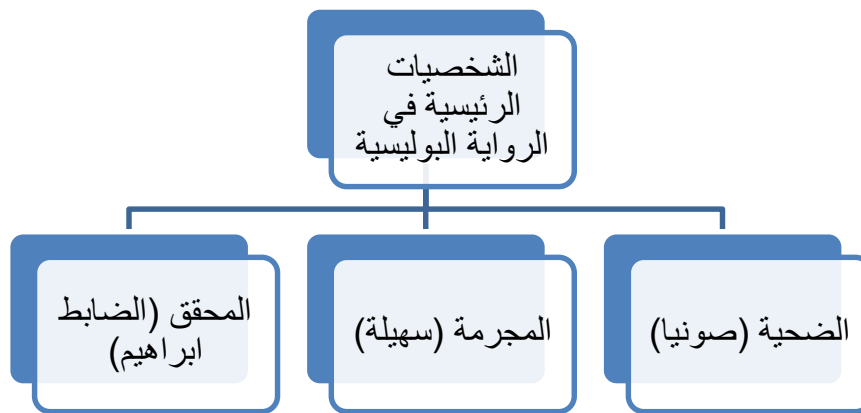 الشخصيات
الرئيسية في
الرواية البوليسية
الضحية (صونيا)
المجرمة (سهيلة)
المحقق (الضابط
ابراهيم)